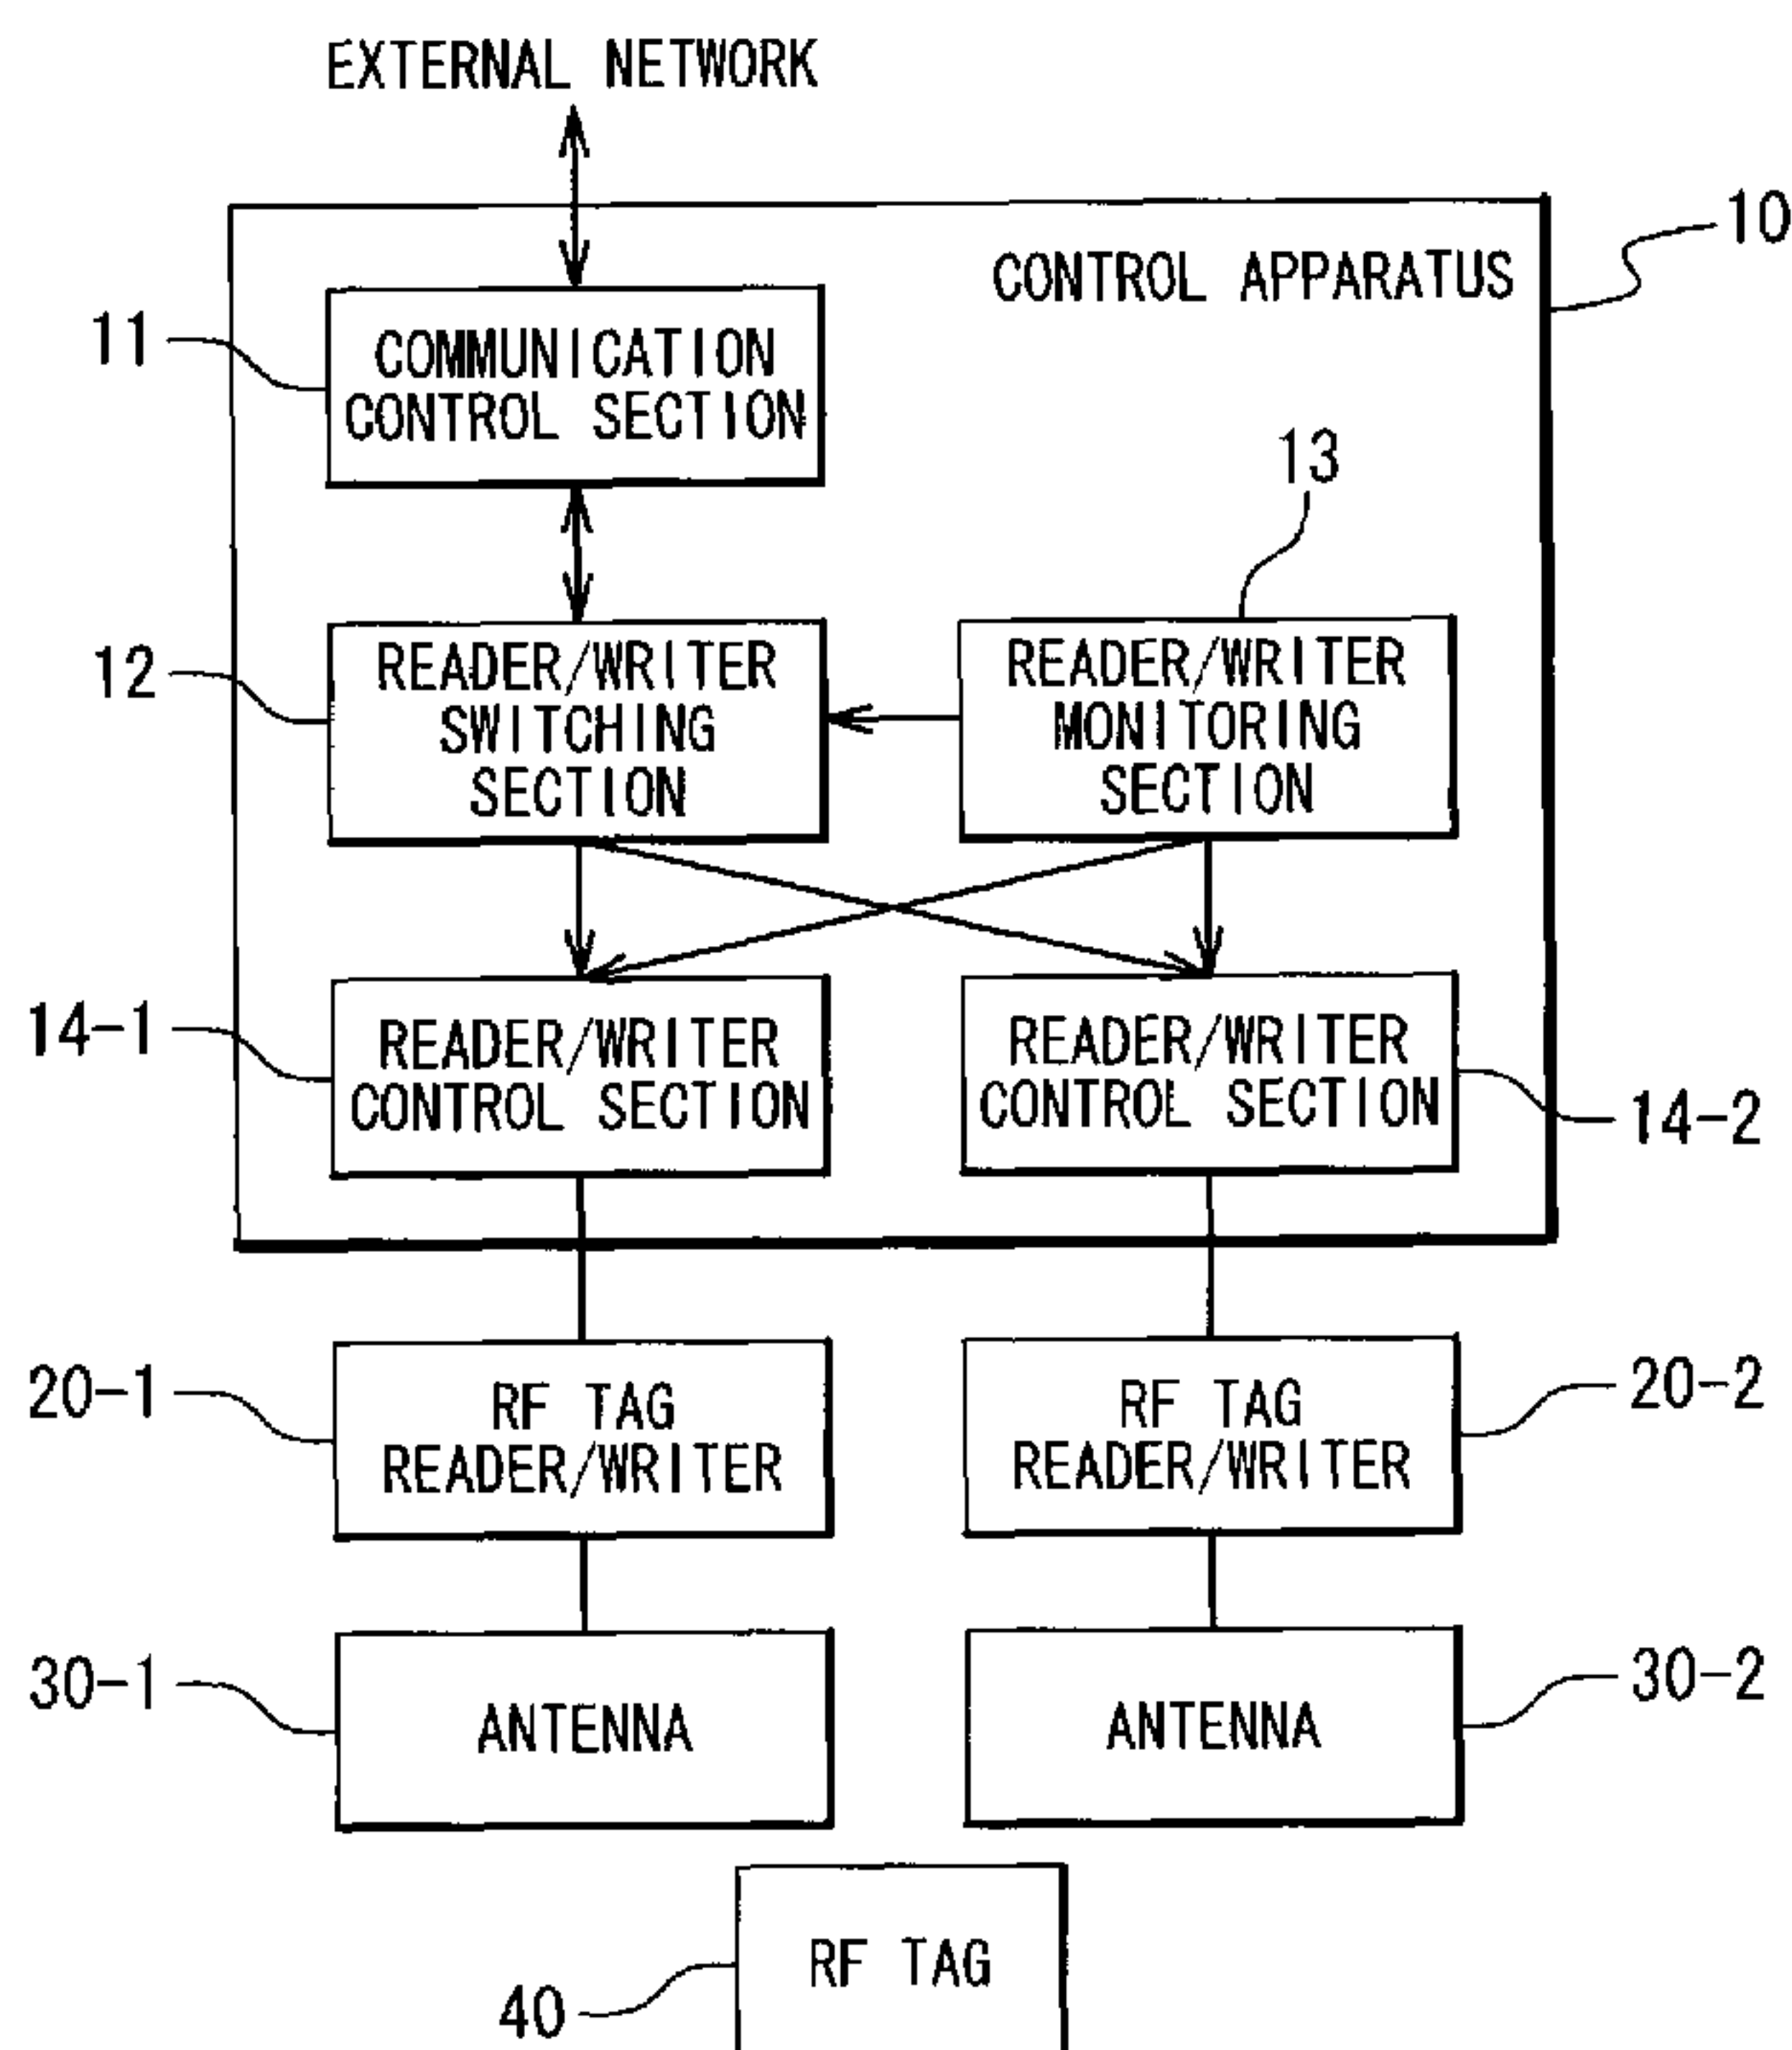 EXTERNAL NETWORK
10
CONTROL APPARATUS
11
COMMUNICATION
CONTROL SECTION
13
12
READER/WRITER
SWITCHING
SECTION
READER/WRITER
MONITORING
SECTION
14-1
READER/WRITER
CONTROL SECTION
READER/WRITER
CONTROL SECTION
14-2
20-1
RF TAG
READER/WRITER
RF TAG
READER/WRITER
20-2
30-1
ANTENNA
ANTENNA
30-2
RF TAG
40